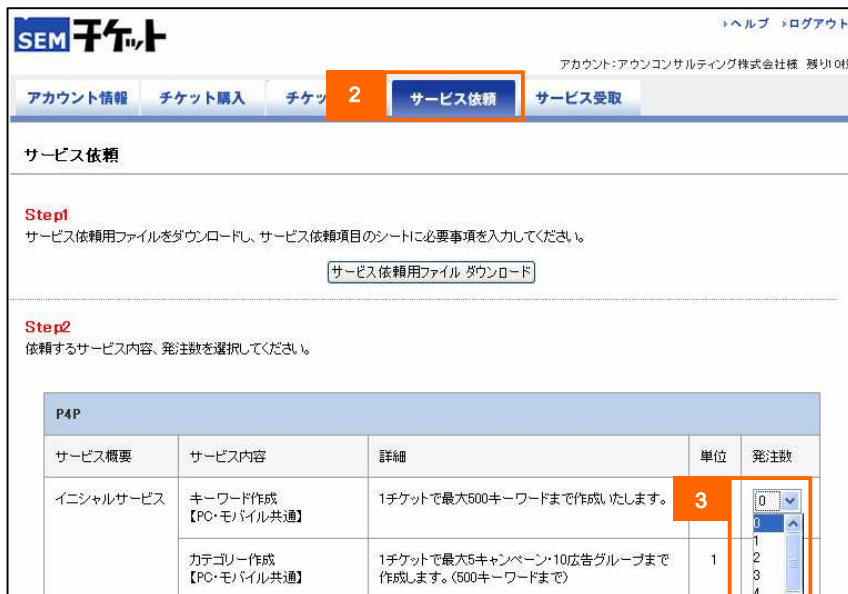 SEMチケット
›ヘルプ ›ログアウト
アカウント：アウンコンサルティング株式会社様 残り10枚
アカウント情報 チケット購入 チケッ 2 サービス依頼 サービス受取
サービス依頼
Step1
サービス依頼用ファイルをダウンロードし、サービス依頼項目のシートに必要事項を入力してください。
サービス依頼用ファイル ダウンロード
Step2
依頼するサービス内容、発注数を選択してください。
P4P
サービス概要 サービス内容 詳細 単位 発注数
イニシャルサービス キーワード作成 1チケットで最大500キーワードまで作成いたします。 3 0
【PC・モバイル共通】 0
1
カテゴリー作成 1チケットで最大5キャンペーン・10広告グループまで 1 2
【PC・モバイル共通】 作成します。（500キーワードまで） 3
4